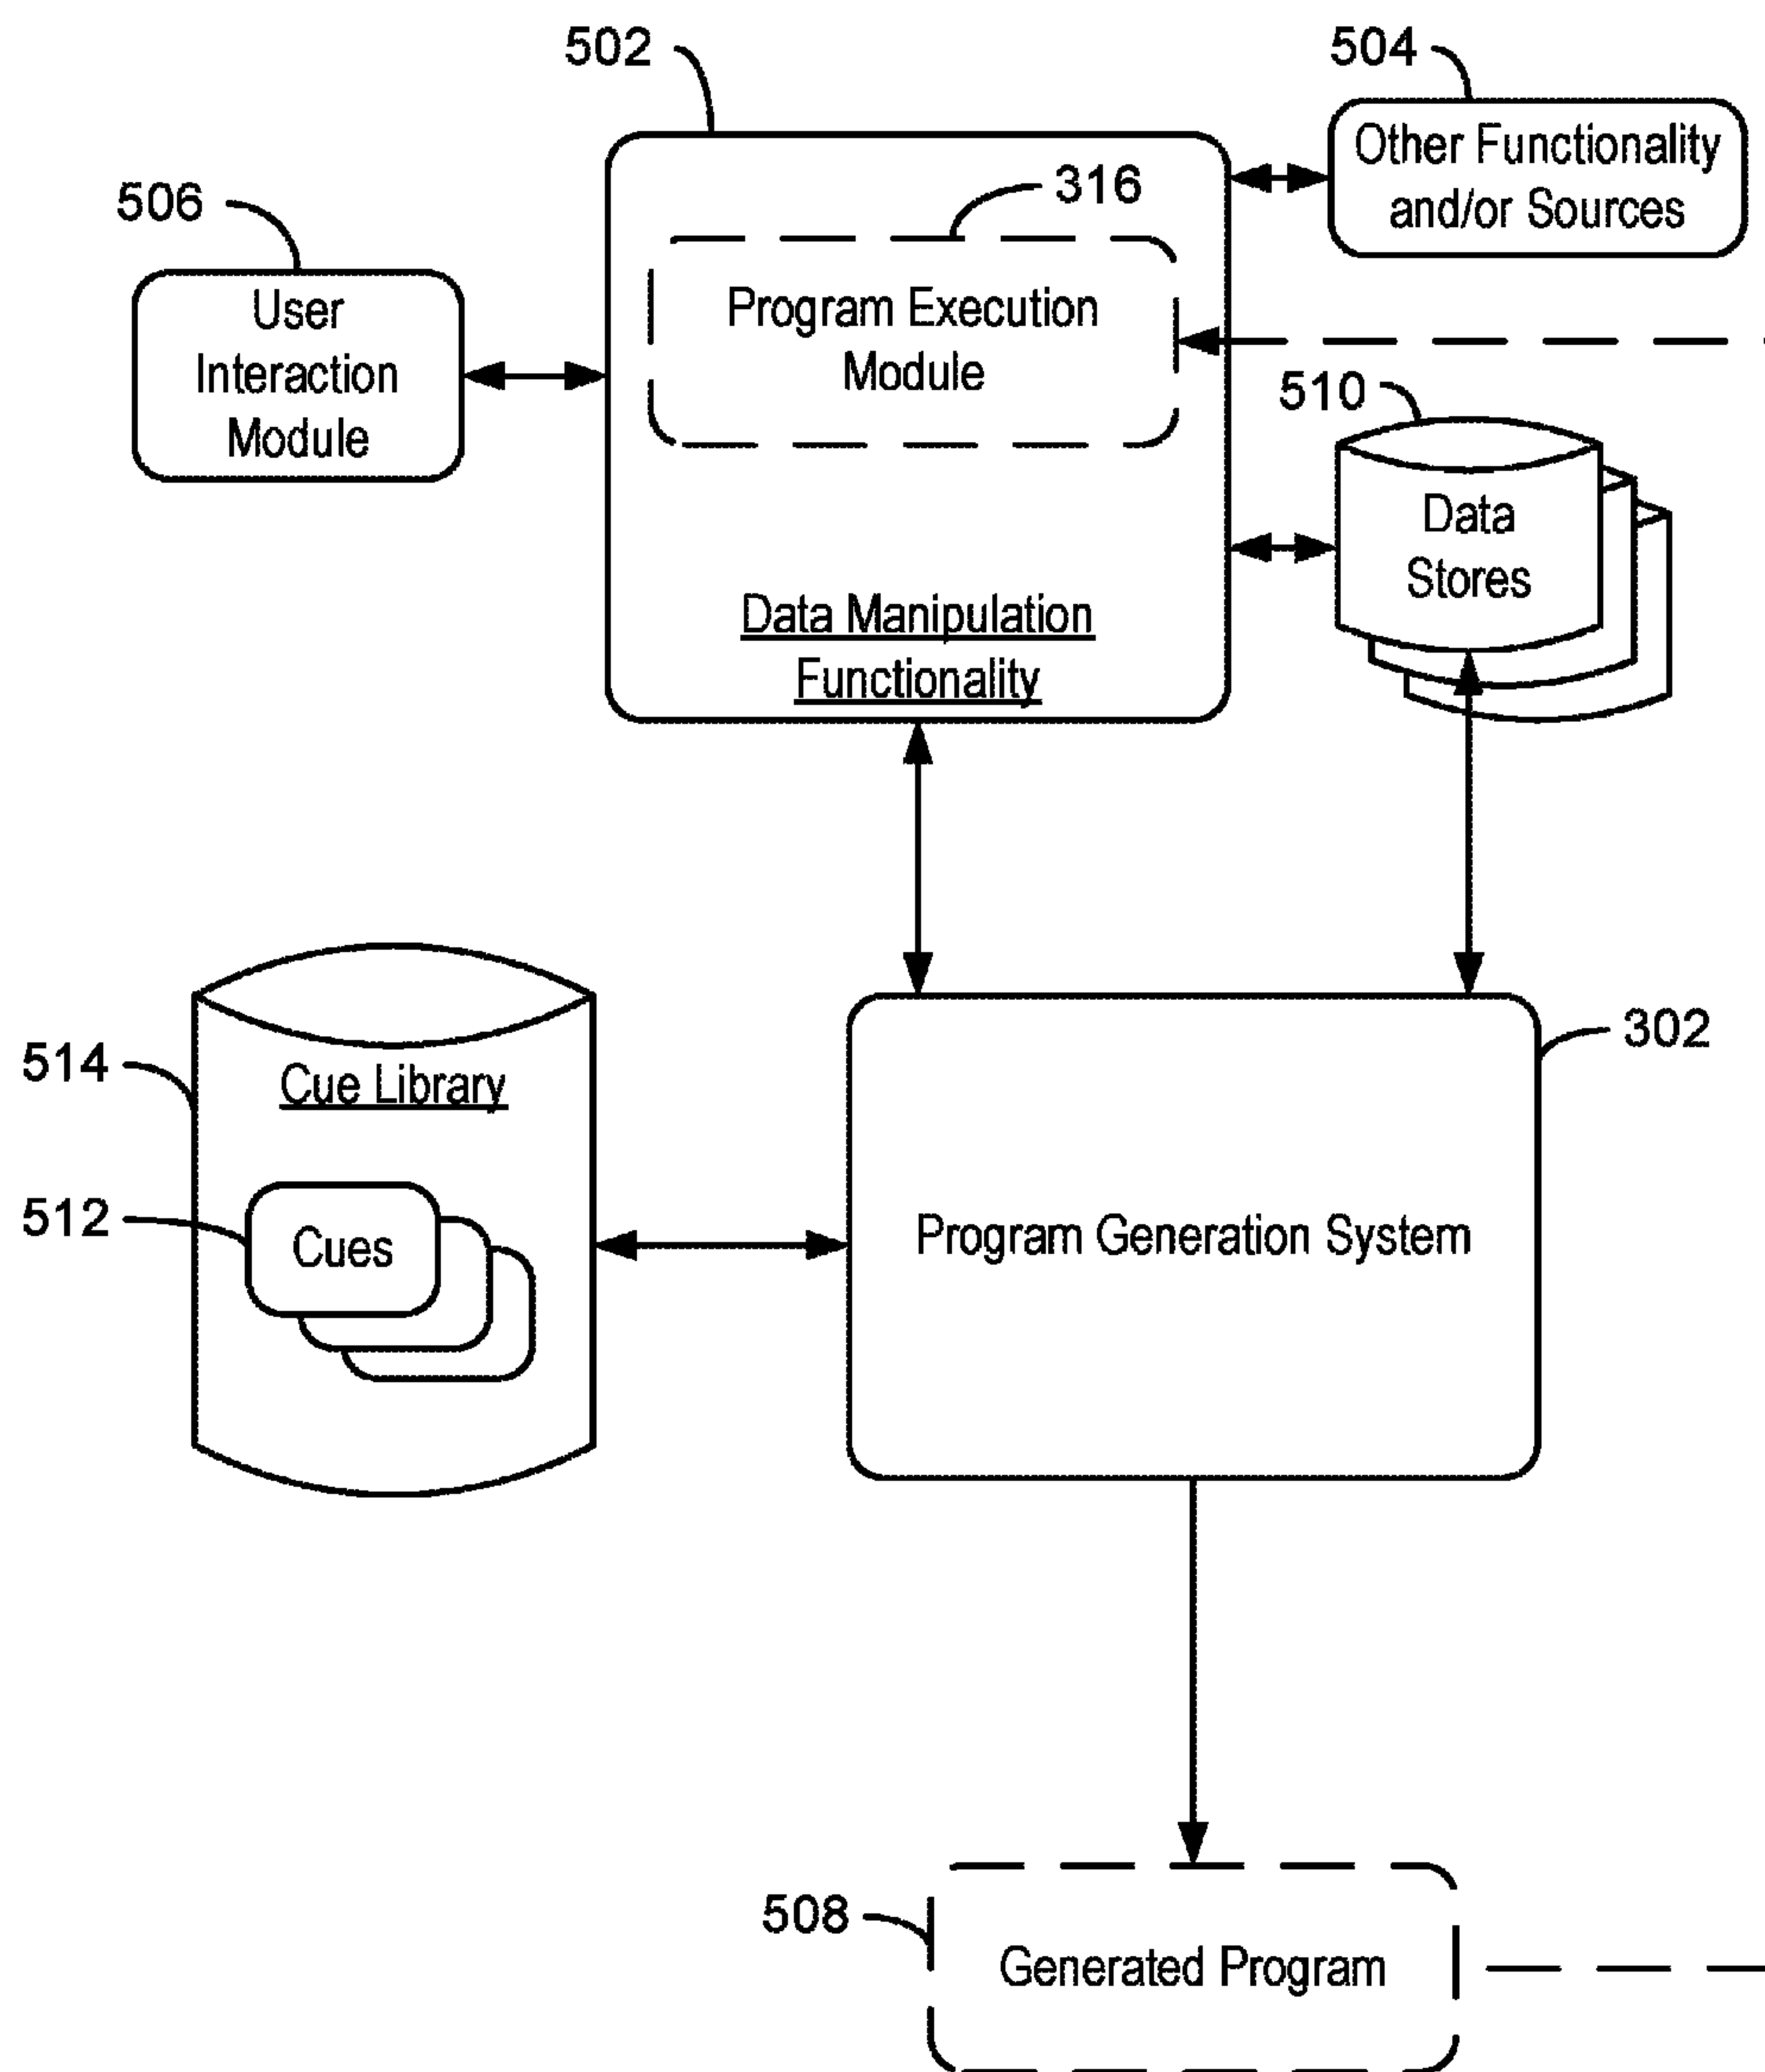 502
504
Other Functionality
and/or Sources
316
506
Program Execution
Module
User
Interaction
Module
510
Data
Stores
Data Manipulation
Functionality
302
514
Cue Library
512
Cues
Program Generation System
508
Generated Program